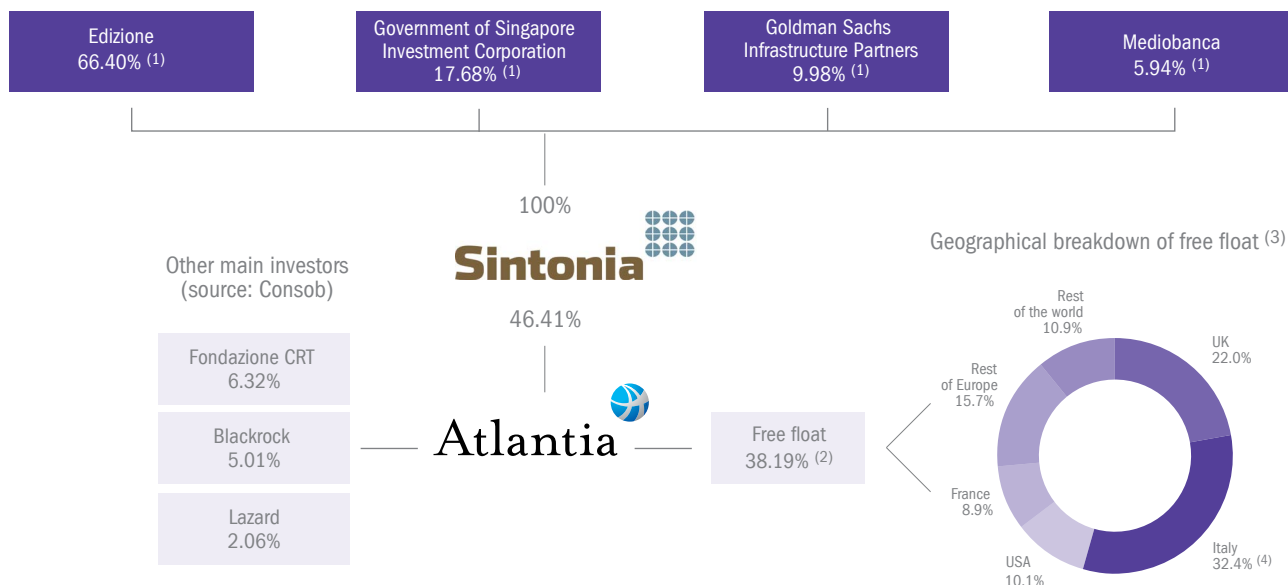 Edizione
66.40% (1)
Government of Singapore
Investment Corporation
17.68% (1)
Goldman Sachs
Infrastructure Partners
9.98% (1)
Mediobanca
5.94% (1)
100%
Sintonia
46.41%
Other main investors
(source: Consob)
Fondazione CRT
6.32%
Blackrock
5.01%
Lazard
2.06%
Atlantia
Free float
38.19% (2)
Geographical breakdown of free float (3)
Rest
of the world
10.9%
UK
22.0%
Rest
of Europe
15.7%
France
8.9%
USA
10.1%
Italy
32.4% (4)